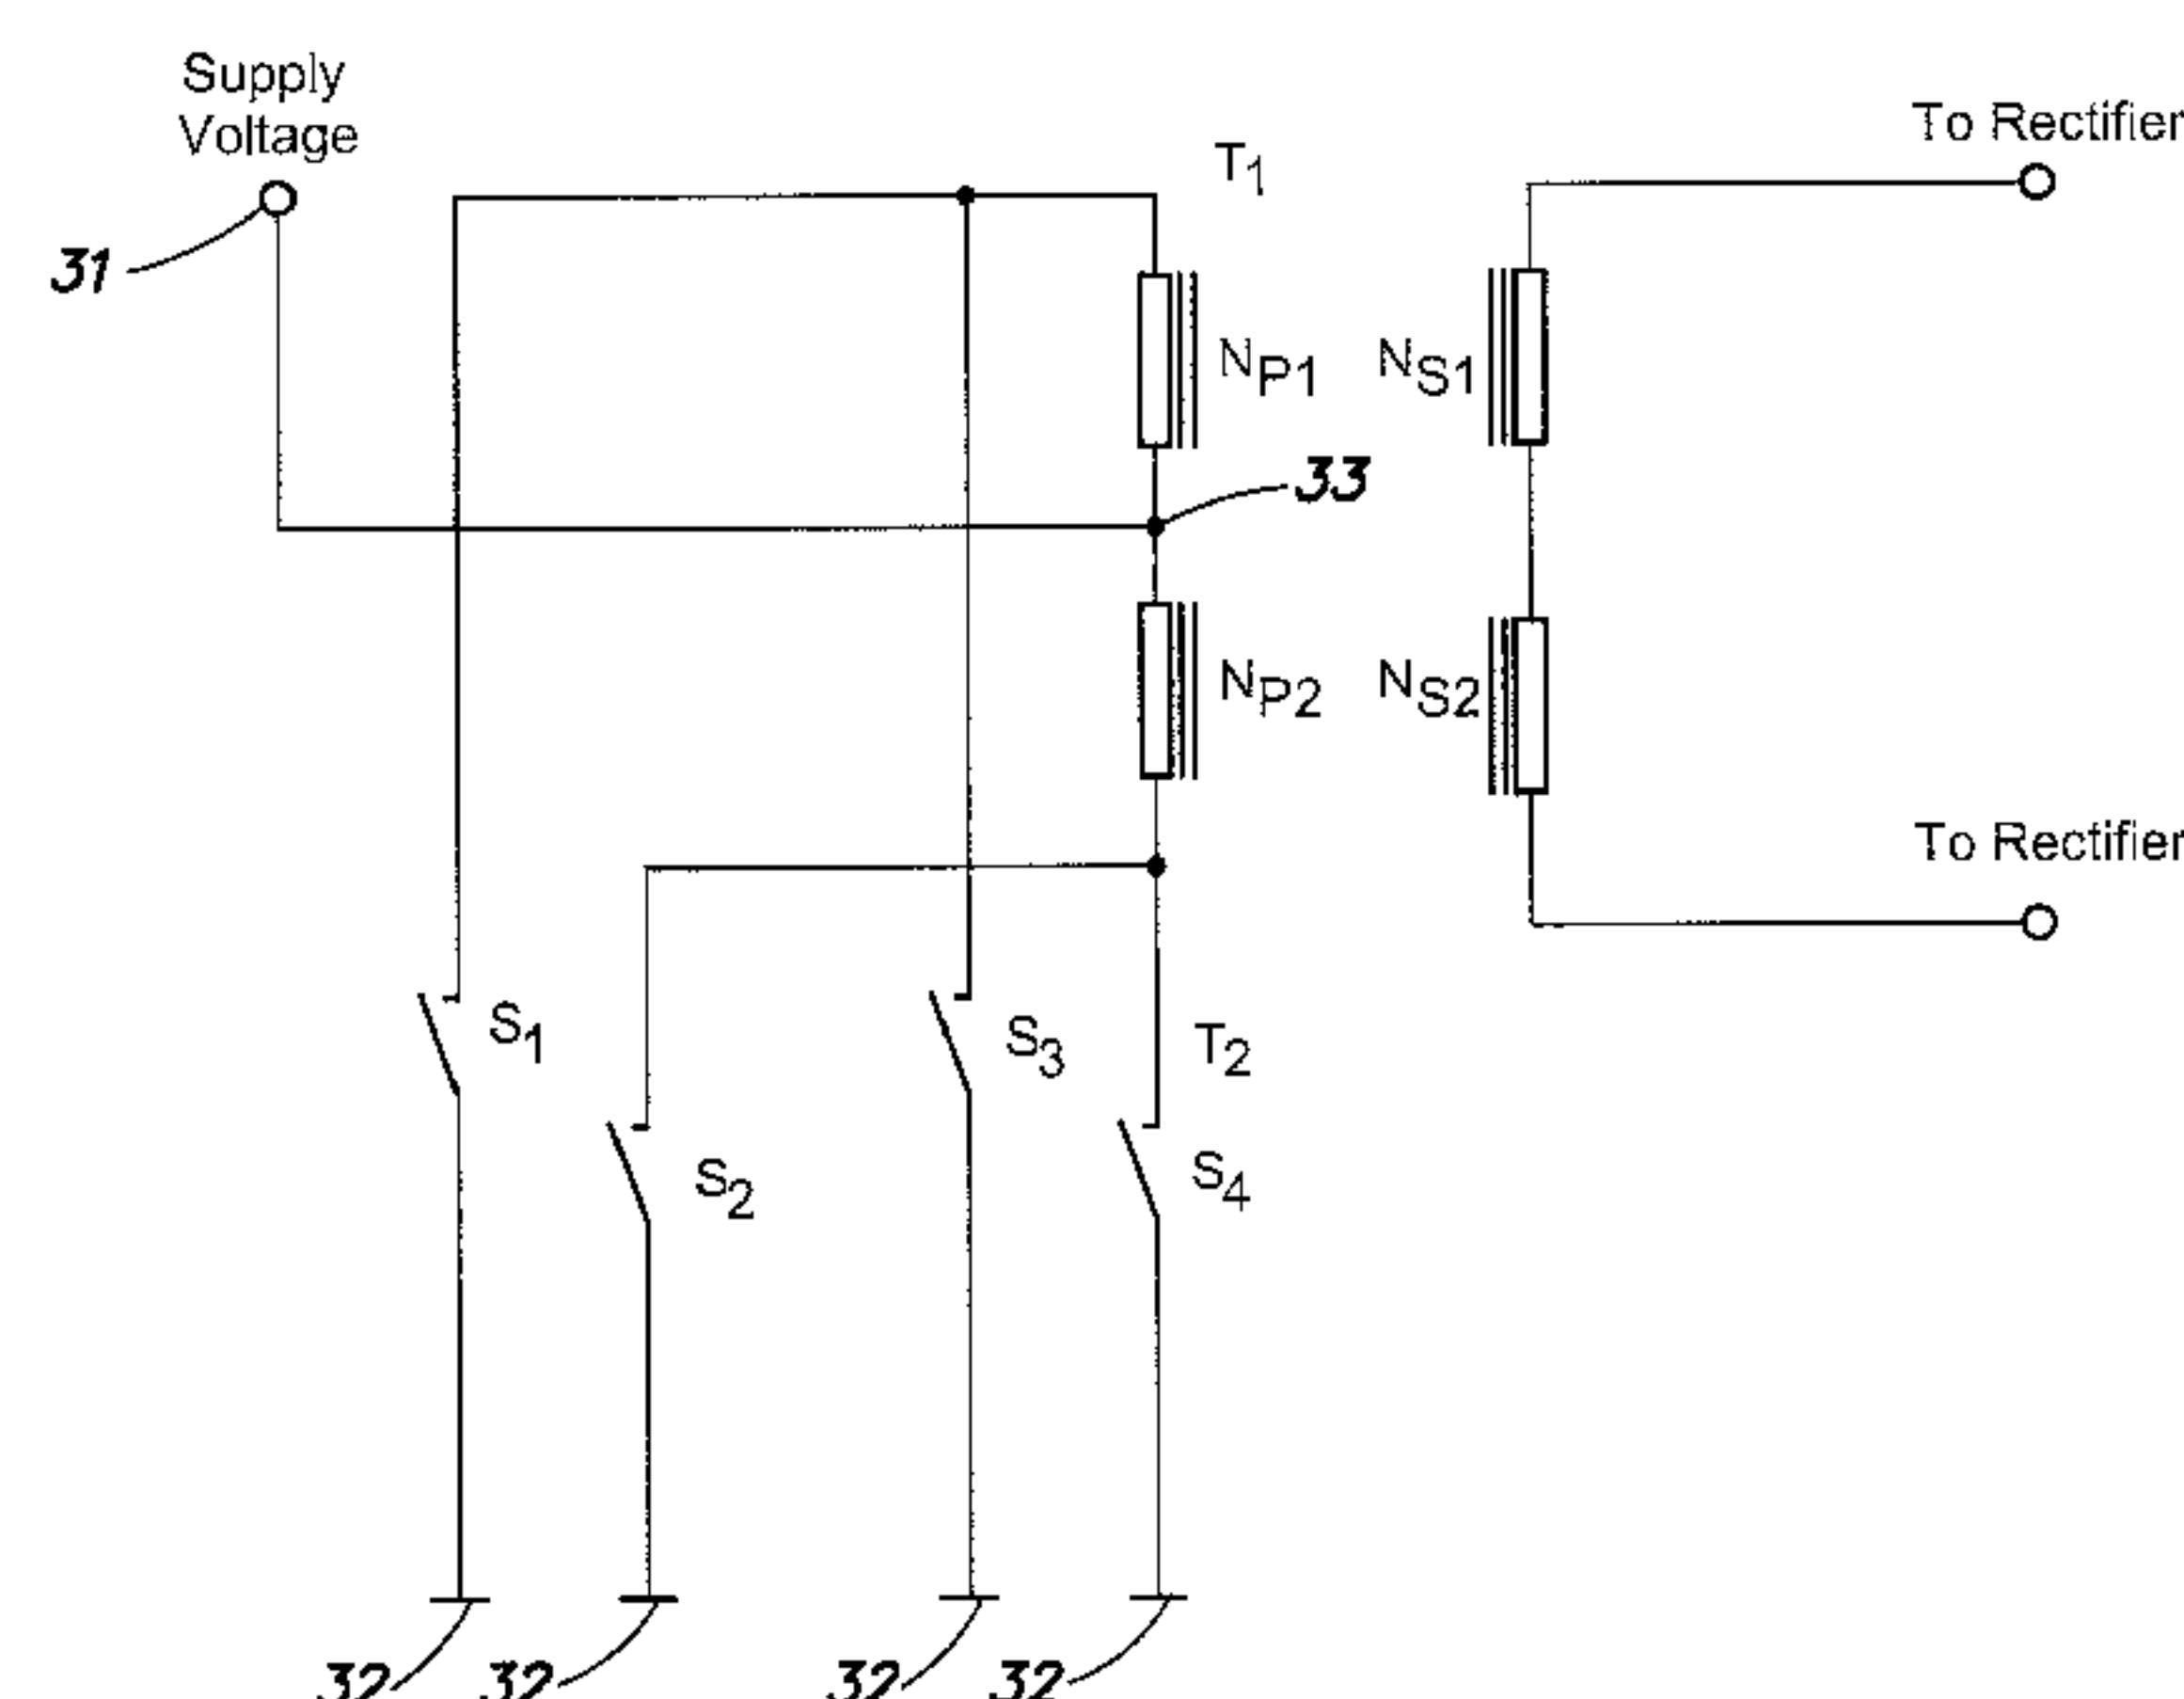 Supply
Voltage
To Rectifier
T1
31
NP1
NS1
33
NP2
NS2
To Rectifier
S1
S3
T2
S2
S4
32
32
32
32